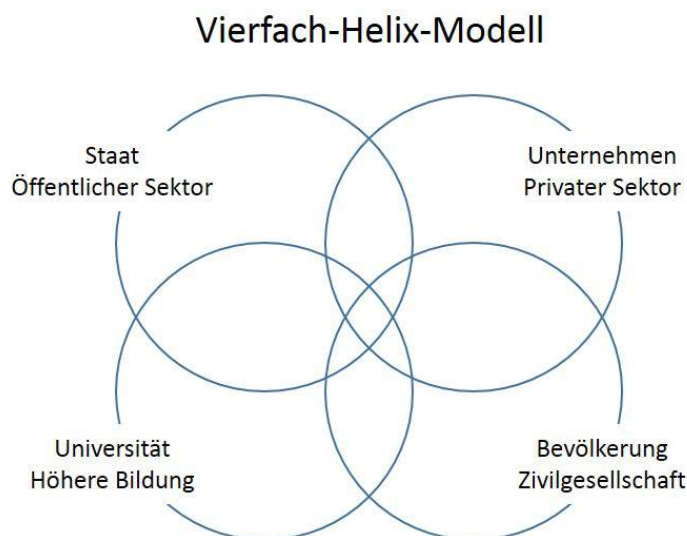 Vierfach-Helix-Modell
Staat
Öffentlicher Sektor
Unternehmen
Privater Sektor
Universität
Höhere Bildung
Bevölkerung
Zivilgesellschaft